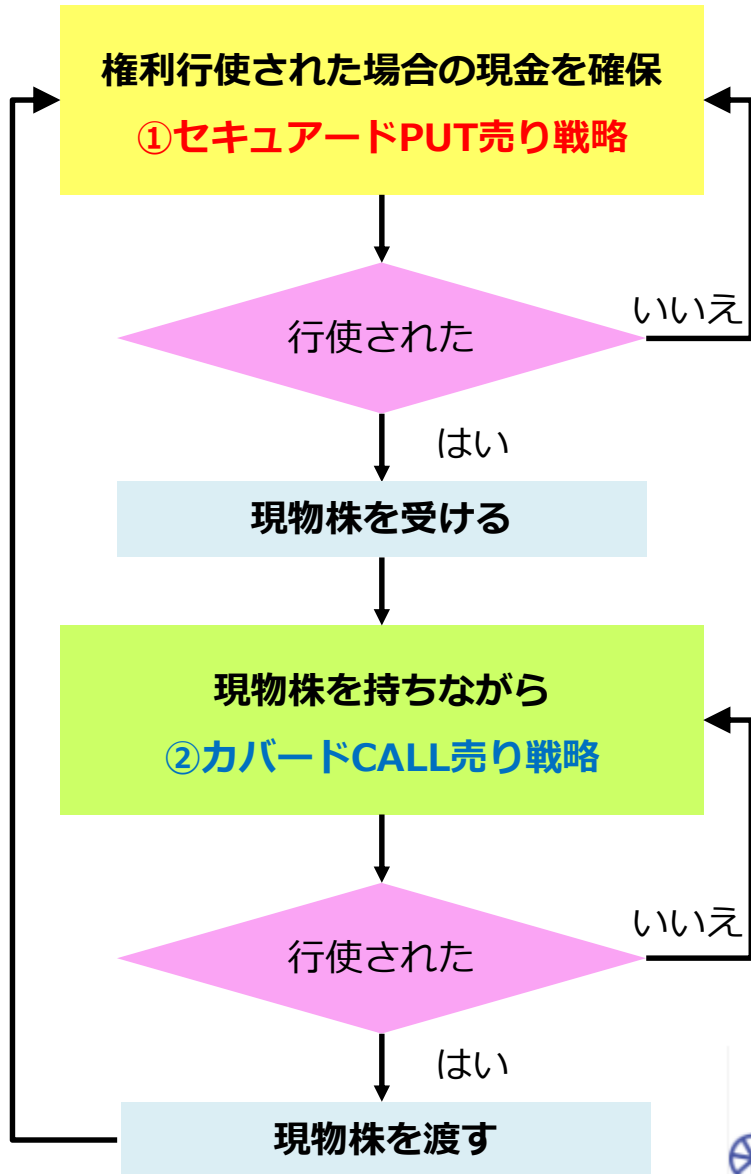 権利行使された場合の現金を確保
①セキュアードPUT売り戦略
行使された
いいえ
はい
現物株を受ける
現物株を持ちながら
②カバードCALL売り戦略
行使された
いいえ
はい
現物株を渡す